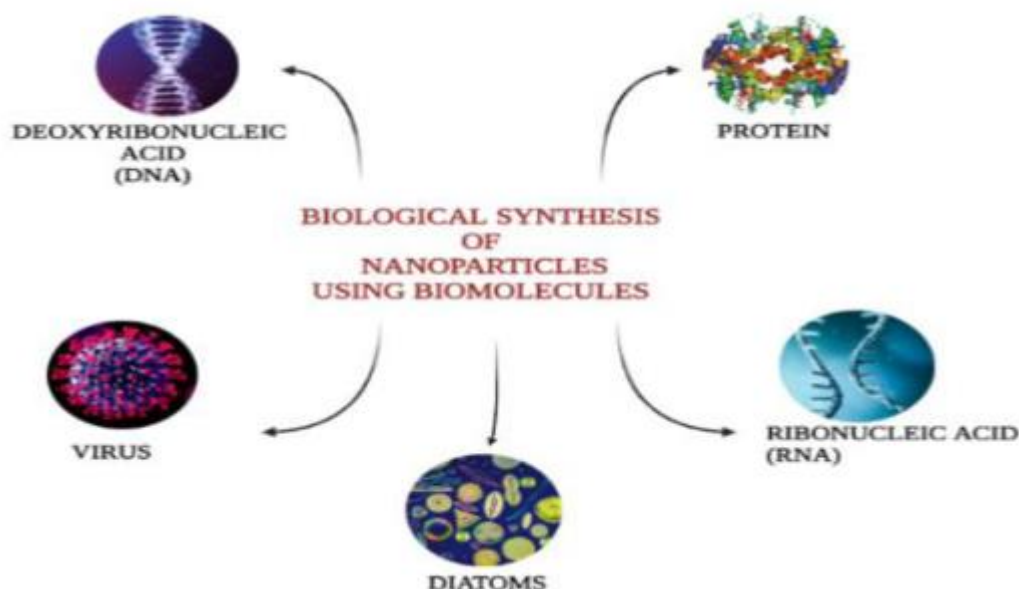 DEOXYRIBONUCLEIC
ACID
(DNA)
PROTEIN
BIOLOGICAL SYNTHESIS
OF
NANOPARTICLES
USING BIOMOLECULES
VIRUS
RIBONUCLEIC ACID
(RNA)
DIATOMS